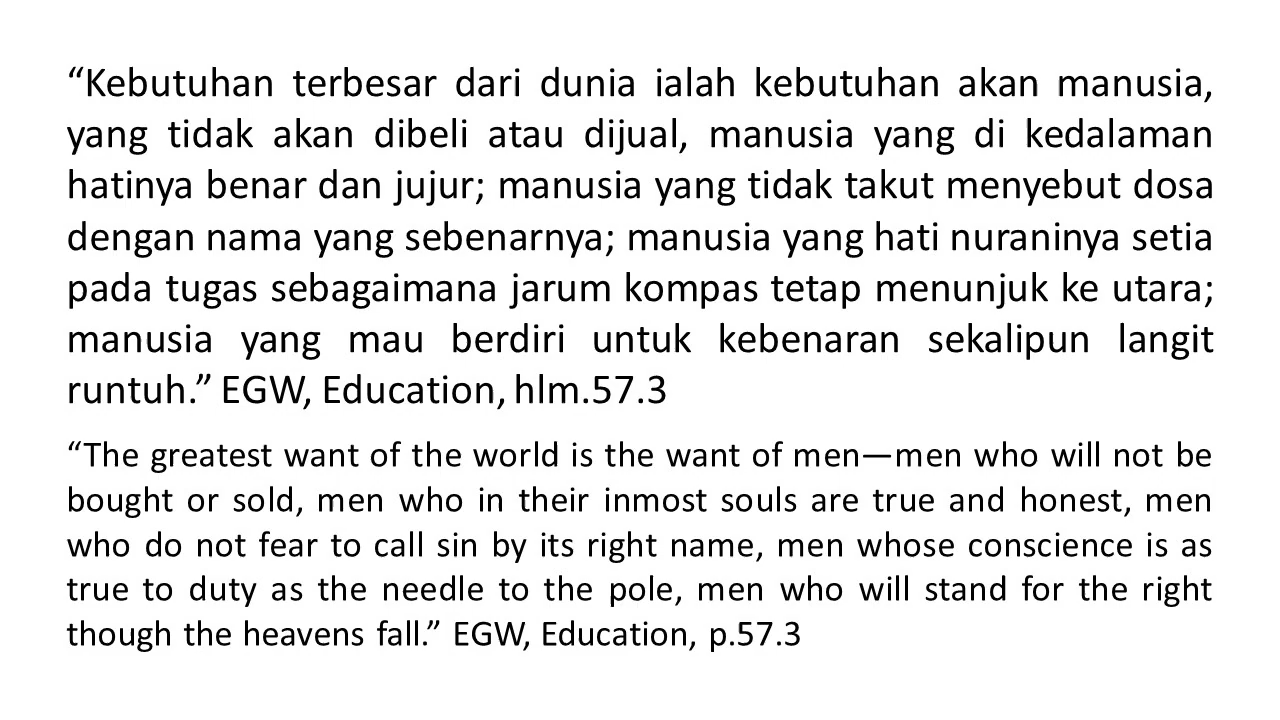 “Kebutuhan terbesar dari dunia ialah kebutuhan akan manusia,
yang tidak akan dibeli atau dijual, manusia yang di kedalaman
hatinya benar dan jujur; manusia yang tidak takut menyebut dosa
dengan nama yang sebenarnya; manusia yang hati nuraninya setia
pada tugas sebagaimana jarum kompas tetap menunjuk ke utara;
manusia yang mau berdiri untuk kebenaran sekalipun langit
runtuh.” EGW, Education, hlm.57.3
“The greatest want of the world is the want of men—men who will not be
bought or sold, men who in their inmost souls are true and honest, men
who do not fear to call sin by its right name, men whose conscience is as
true to duty as the needle to the pole, men who will stand for the right
though the heavens fall.” EGW, Education, p.57.3